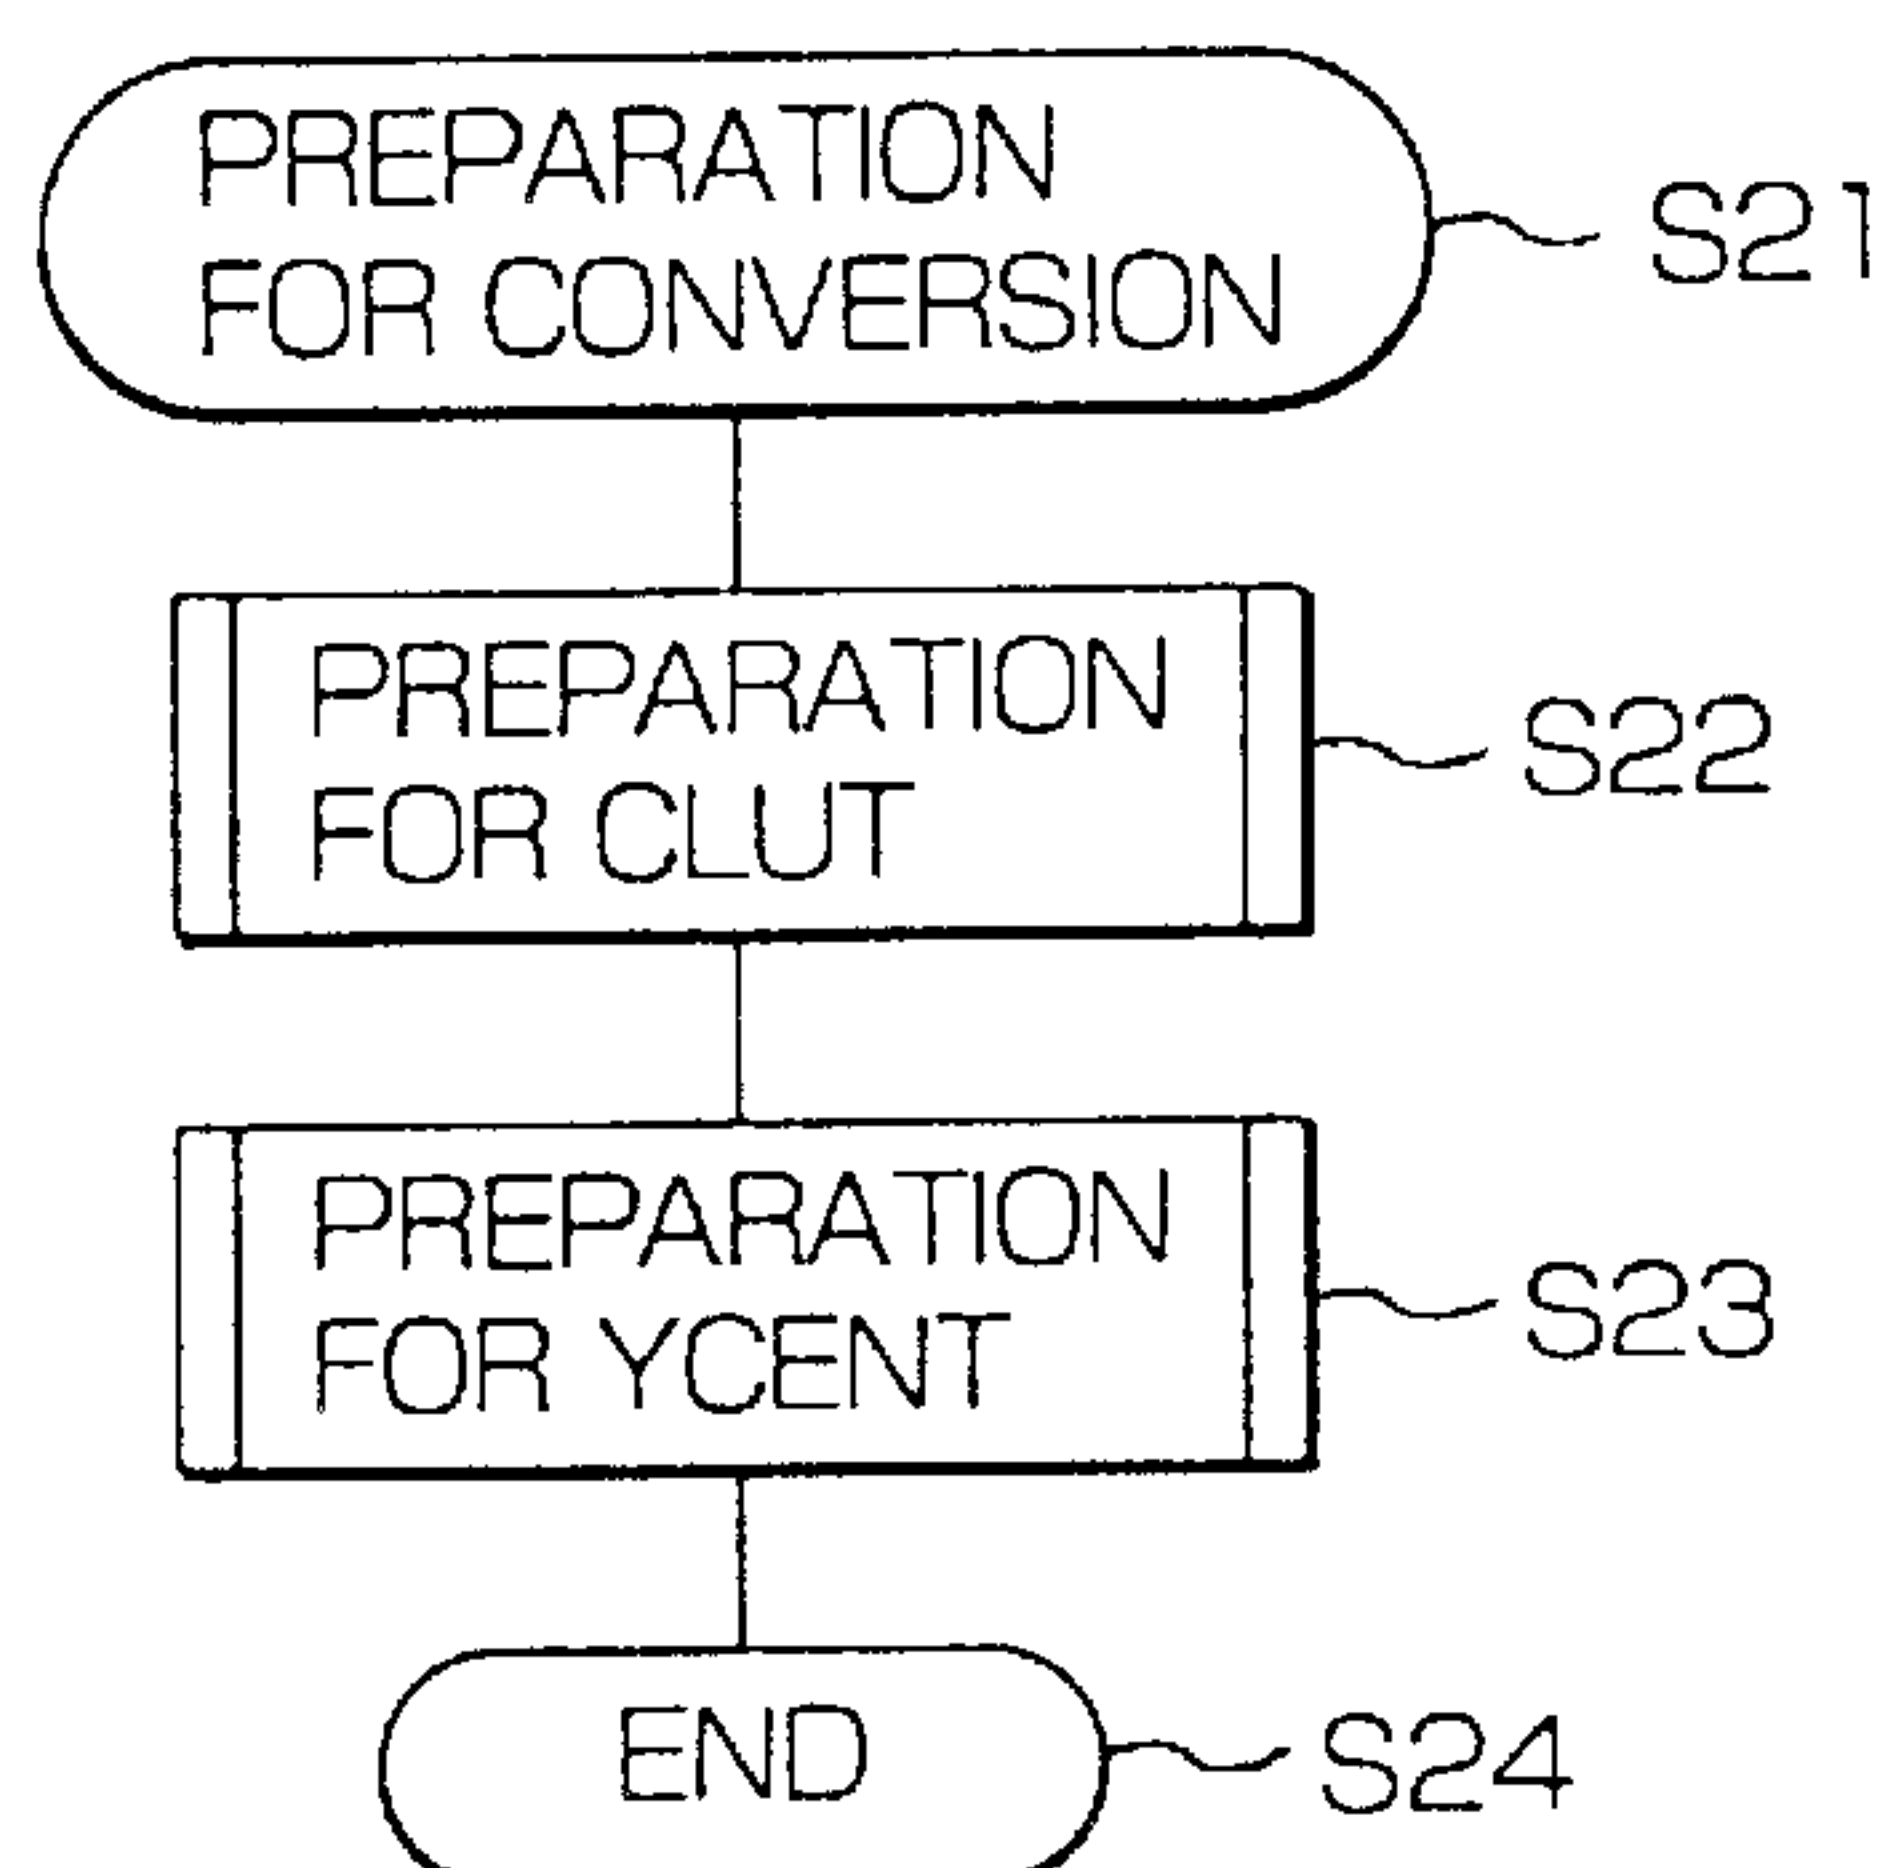 PREPARATION
FOR CONVERSION
S21
PREPARATION
FOR CLUT
S22
PREPARATION
FOR YCENT
S23
END
S24